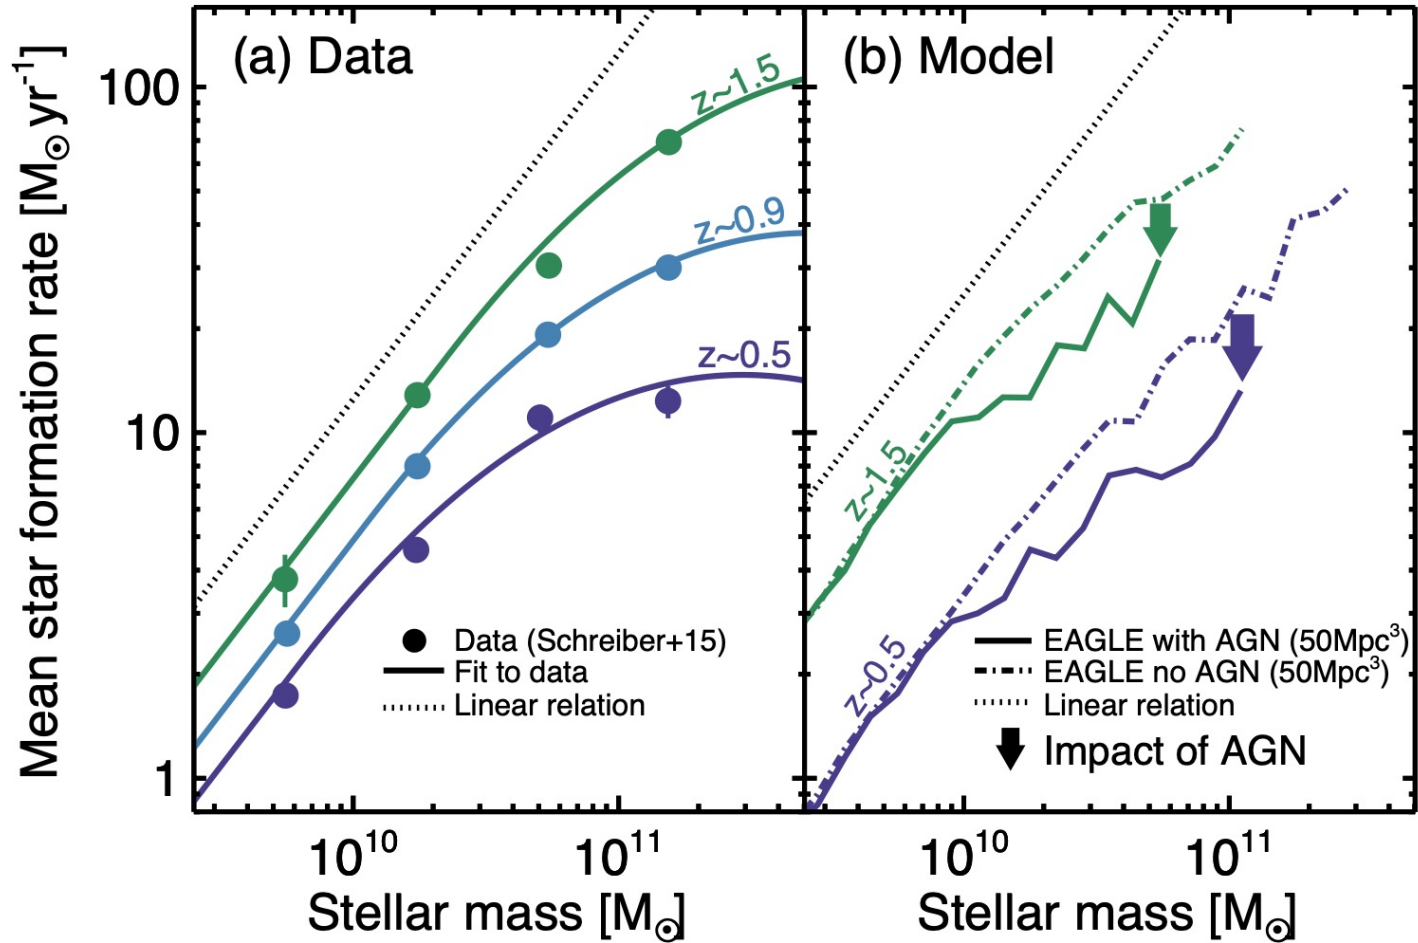 Mean star formation rate [M⊙ yr⁻¹]
100
10
1
(a) Data
z~1.5
z~0.9
z~0.5
Data (Schreiber+15)
Fit to data
Linear relation
10¹⁰
10¹¹
Stellar mass [M⊙]
(b) Model
z~1.5
z~0.5
EAGLE with AGN (50Mpc³)
EAGLE no AGN (50Mpc³)
Linear relation
Impact of AGN
10¹⁰
10¹¹
Stellar mass [M⊙]